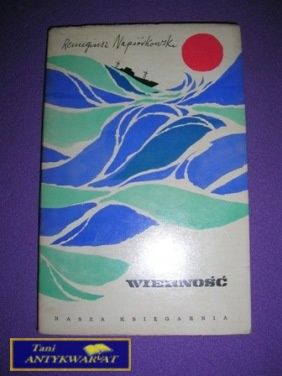 Remigiusz Napiórkowski
WIERNOŚĆ
NASZA KSIĘGARNIA
Tani
ANTYKWARIAT